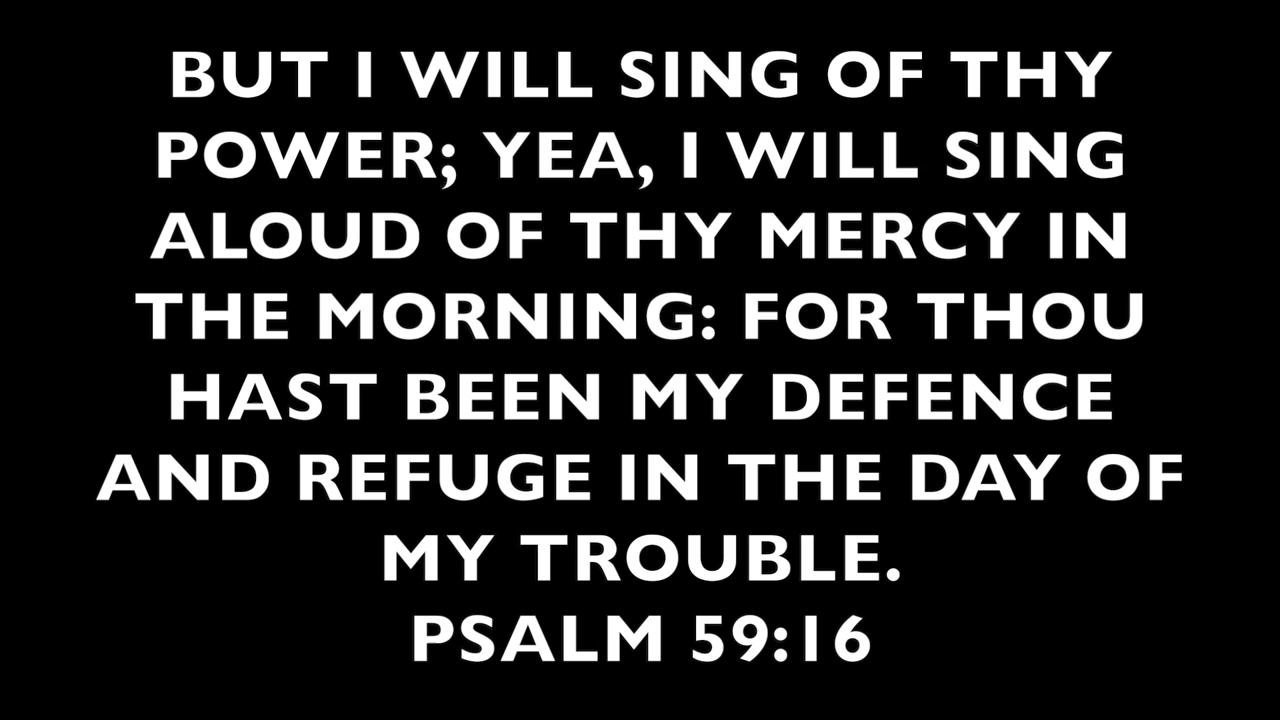 BUT I WILL SING OF THY
POWER; YEA, I WILL SING
ALOUD OF THY MERCY IN
THE MORNING: FOR THOU
HAST BEEN MY DEFENCE
AND REFUGE IN THE DAY OF
MY TROUBLE.
PSALM 59:16